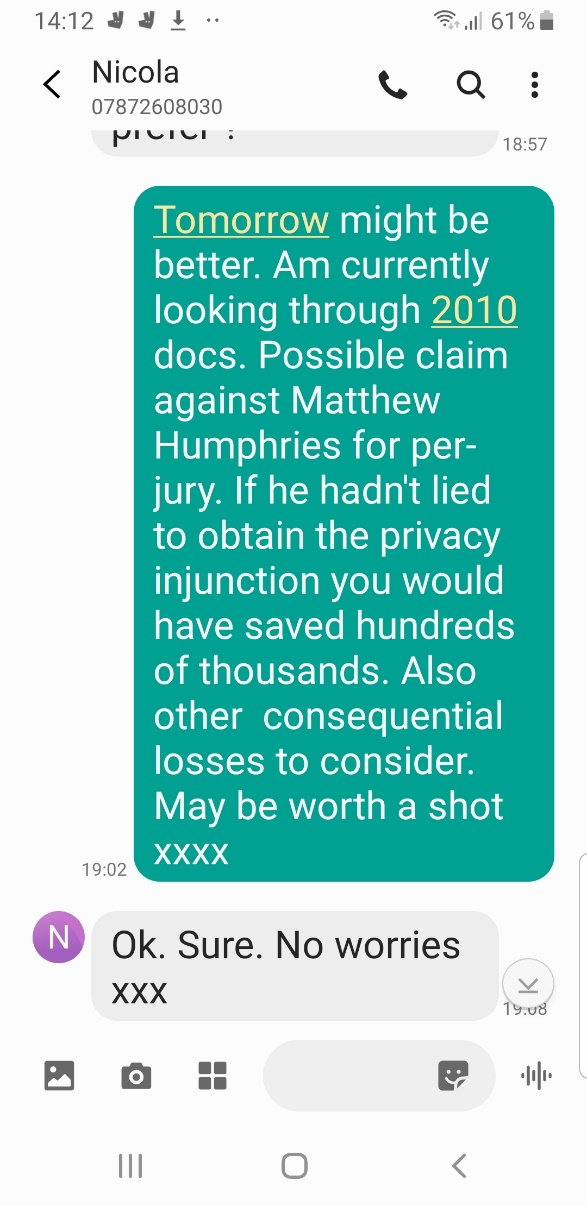 14:12 61%
Nicola
07872608030
prefer ?
18:57
Tomorrow might be
better. Am currently
looking through 2010
docs. Possible claim
against Matthew
Humphries for per-
jury. If he hadn't lied
to obtain the privacy
injunction you would
have saved hundreds
of thousands. Also
other  consequential
losses to consider.
May be worth a shot
xxxx
19:02
N
Ok. Sure. No worries
xxx
19:08